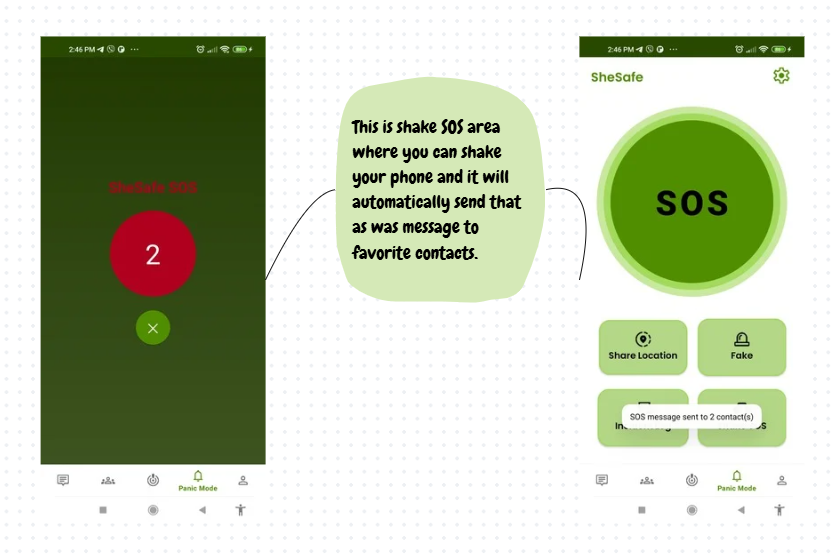 2:46 PM
SheSafe SOS
2
Panic Mode
This is shake SOS area
where you can shake
your phone and it will
automatically send that
as was message to
favorite contacts.
2:46 PM
SheSafe
SOS
Share Location
Fake
SOS message sent to 2 contact(s)
Panic Mode